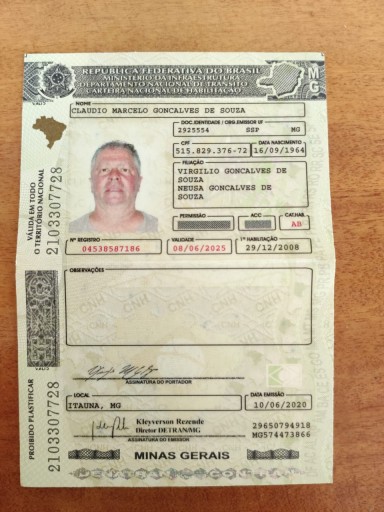 REPÚBLICA FEDERATIVA DO BRASIL
MINISTÉRIO DA INFRAESTRUTURA
DEPARTAMENTO NACIONAL DE TRÂNSITO
CARTEIRA NACIONAL DE HABILITAÇÃO
MG
NOME
CLAUDIO MARCELO GONCALVES DE SOUZA
DOC. IDENTIDADE / ORG. EMISSOR UF
2925554 SSP MG
CPF DATA NASCIMENTO
515.829.376-72 16/09/1964
FILIAÇÃO
VIRGILIO GONCALVES DE
SOUZA
NEUSA GONCALVES DE
SOUZA
PERMISSÃO ACC CAT.HAB
AB
Nº REGISTRO VALIDADE 1ª HABILITAÇÃO
04538587186 08/06/2025 29/12/2008
VÁLIDA EM TODO
O TERRITÓRIO NACIONAL
2103307728
OBSERVAÇÕES
ASSINATURA DO PORTADOR
LOCAL DATA EMISSÃO
ITAUNA, MG 10/06/2020
Kleyverson Rezende
Diretor DETRAN/MG
ASSINATURA DO EMISSOR
29650794918
MG574473866
PROIBIDO PLASTIFICAR
2103307728
MINAS GERAIS